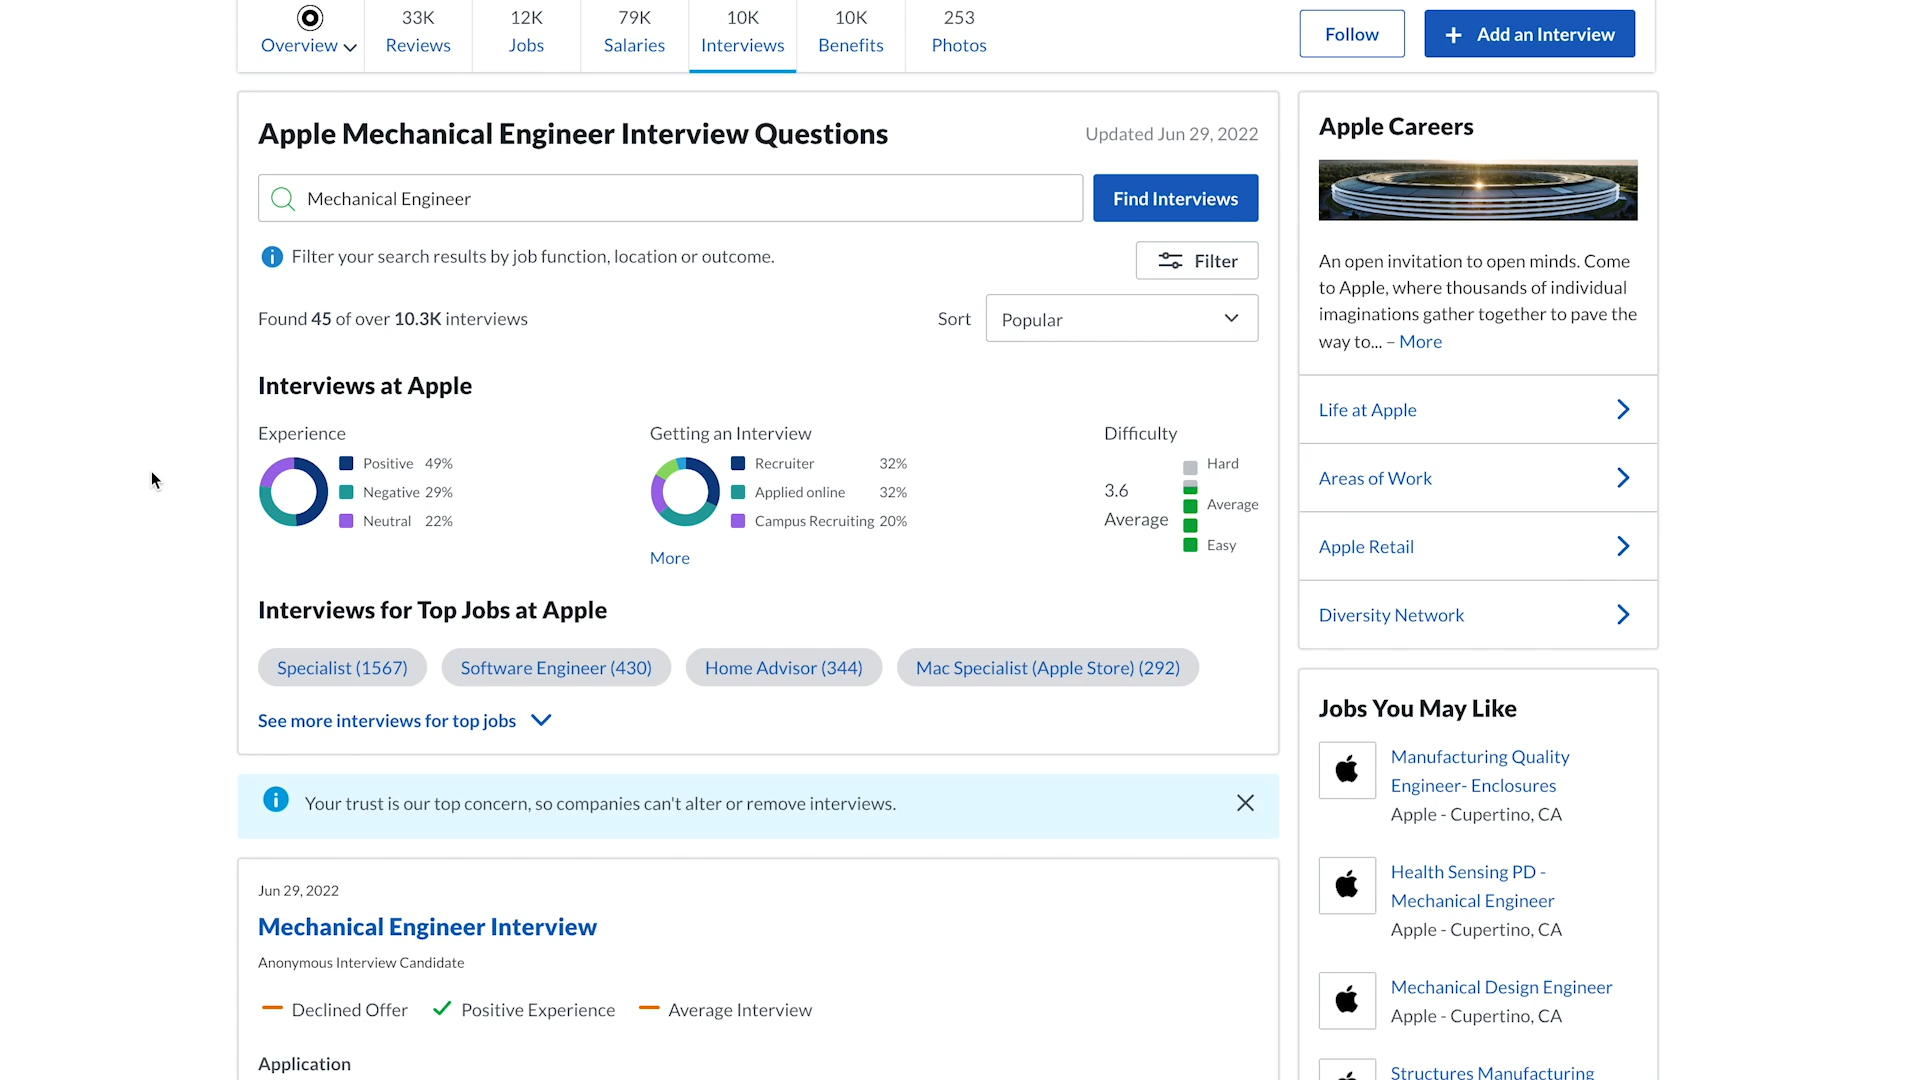 33K 12K 79K 10K 10K 253
Overview Reviews Jobs Salaries Interviews Benefits Photos
Follow
+ Add an Interview
Apple Mechanical Engineer Interview Questions
Updated Jun 29, 2022
Mechanical Engineer
Find Interviews
Filter your search results by job function, location or outcome.
Filter
Found 45 of over 10.3K interviews
Sort
Popular
Interviews at Apple
Experience
Positive 49%
Negative 29%
Neutral 22%
Getting an Interview
Recruiter 32%
Applied online 32%
Campus Recruiting 20%
More
Difficulty
3.6
Average
Hard
Average
Easy
Interviews for Top Jobs at Apple
Specialist (1567) Software Engineer (430) Home Advisor (344) Mac Specialist (Apple Store) (292)
See more interviews for top jobs
Your trust is our top concern, so companies can't alter or remove interviews.
Jun 29, 2022
Mechanical Engineer Interview
Anonymous Interview Candidate
Declined Offer Positive Experience Average Interview
Application
Apple Careers
An open invitation to open minds. Come
to Apple, where thousands of individual
imaginations gather together to pave the
way to... – More
Life at Apple
Areas of Work
Apple Retail
Diversity Network
Jobs You May Like
Manufacturing Quality
Engineer- Enclosures
Apple - Cupertino, CA
Health Sensing PD -
Mechanical Engineer
Apple - Cupertino, CA
Mechanical Design Engineer
Apple - Cupertino, CA
Structures Manufacturing